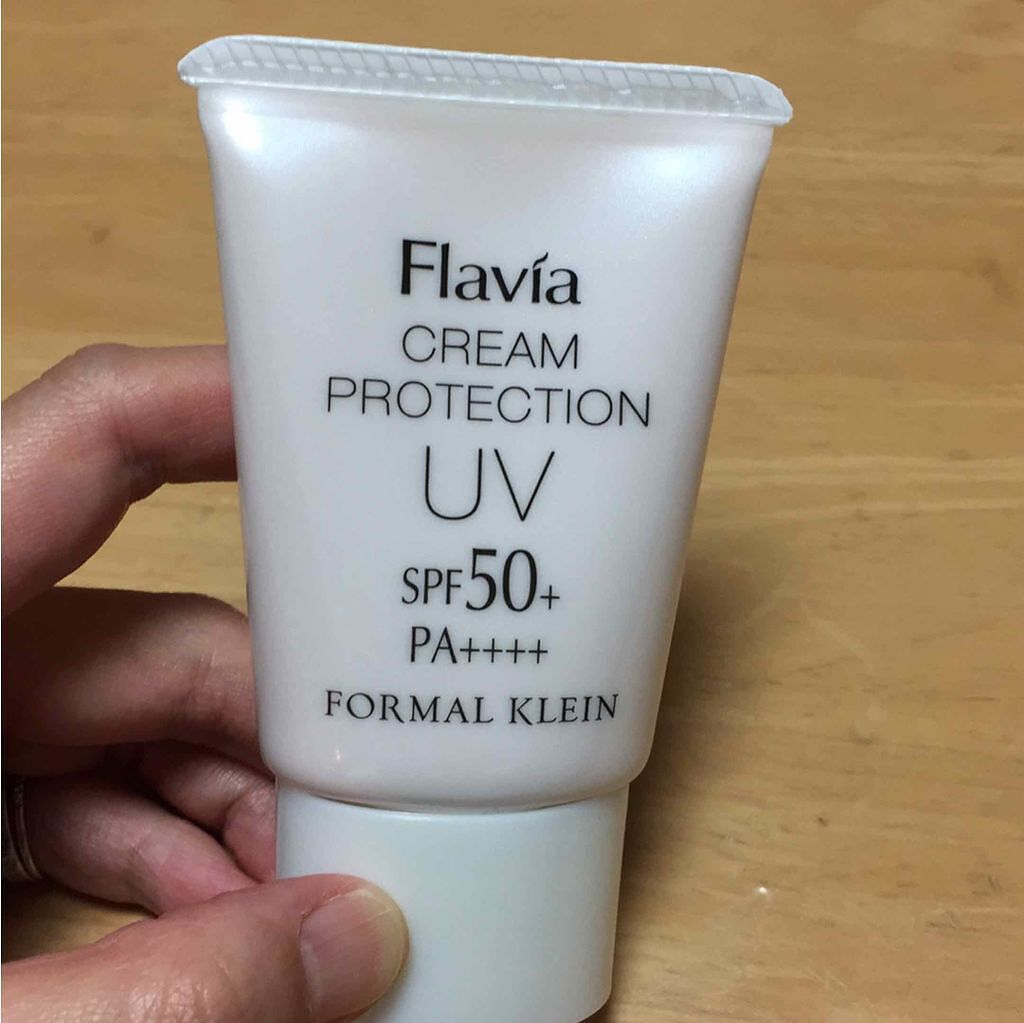 Flavía
CREAM
PROTECTION
UV
SPF50+
PA++++
FORMAL KLEIN